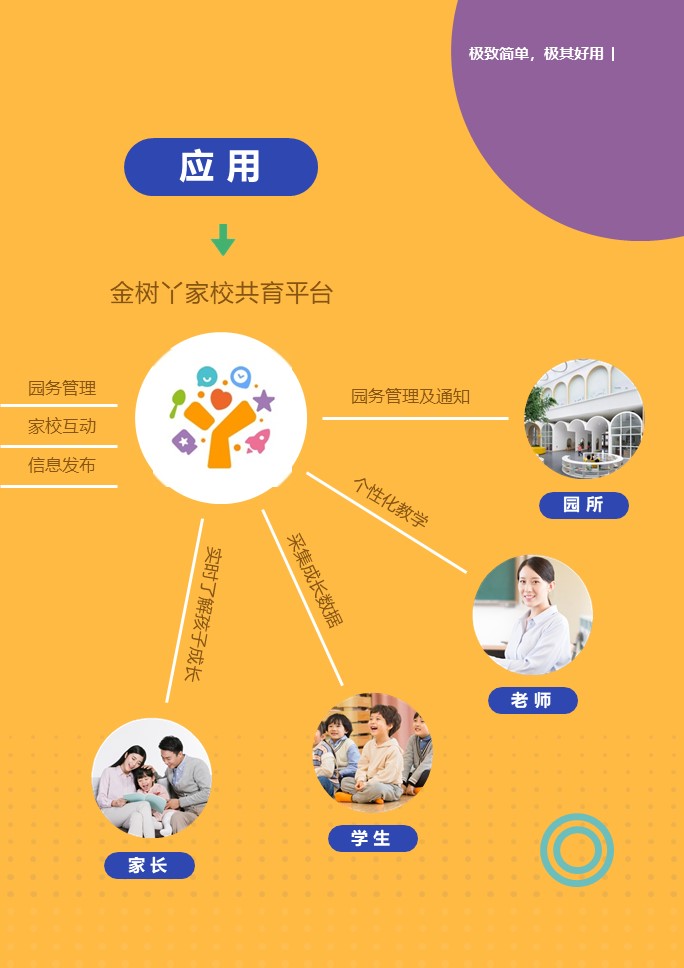 极致简单，极其好用 |
应用
金树丫家校共育平台
园务管理
家校互动
信息发布
园务管理及通知
个性化教学
采集成长数据
实时了解孩子成长
园所
老师
学生
家长